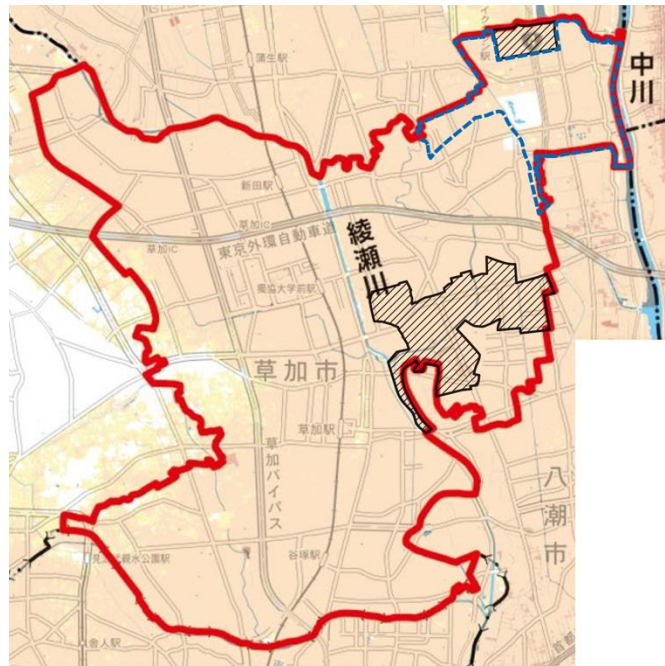 蒲生駅
中川
新田駅
草加IC
草加IC
東京外環自動車道
綾瀬川
獨協大学前駅
草加市
草加駅
草加バイパス
八潮市
谷塚駅
見沼代親水公園駅
舎人駅
首都